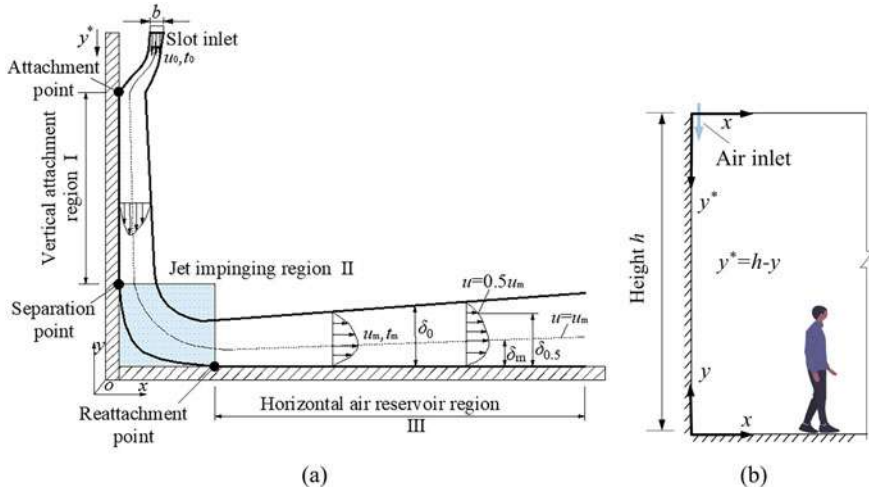 b
y*
Slot inlet
u₀,t₀
Attachment
point
Vertical attachment
region I
Jet impinging region II
Separation
point
u=0.5uₘ
u=uₘ
uₘ,tₘ
δ₀
δₘ
δ₀.₅
y
o
x
Reattachment
point
Horizontal air reservoir region
III
(a)
x
Air inlet
y*
Height h
y*=h-y
y
x
(b)